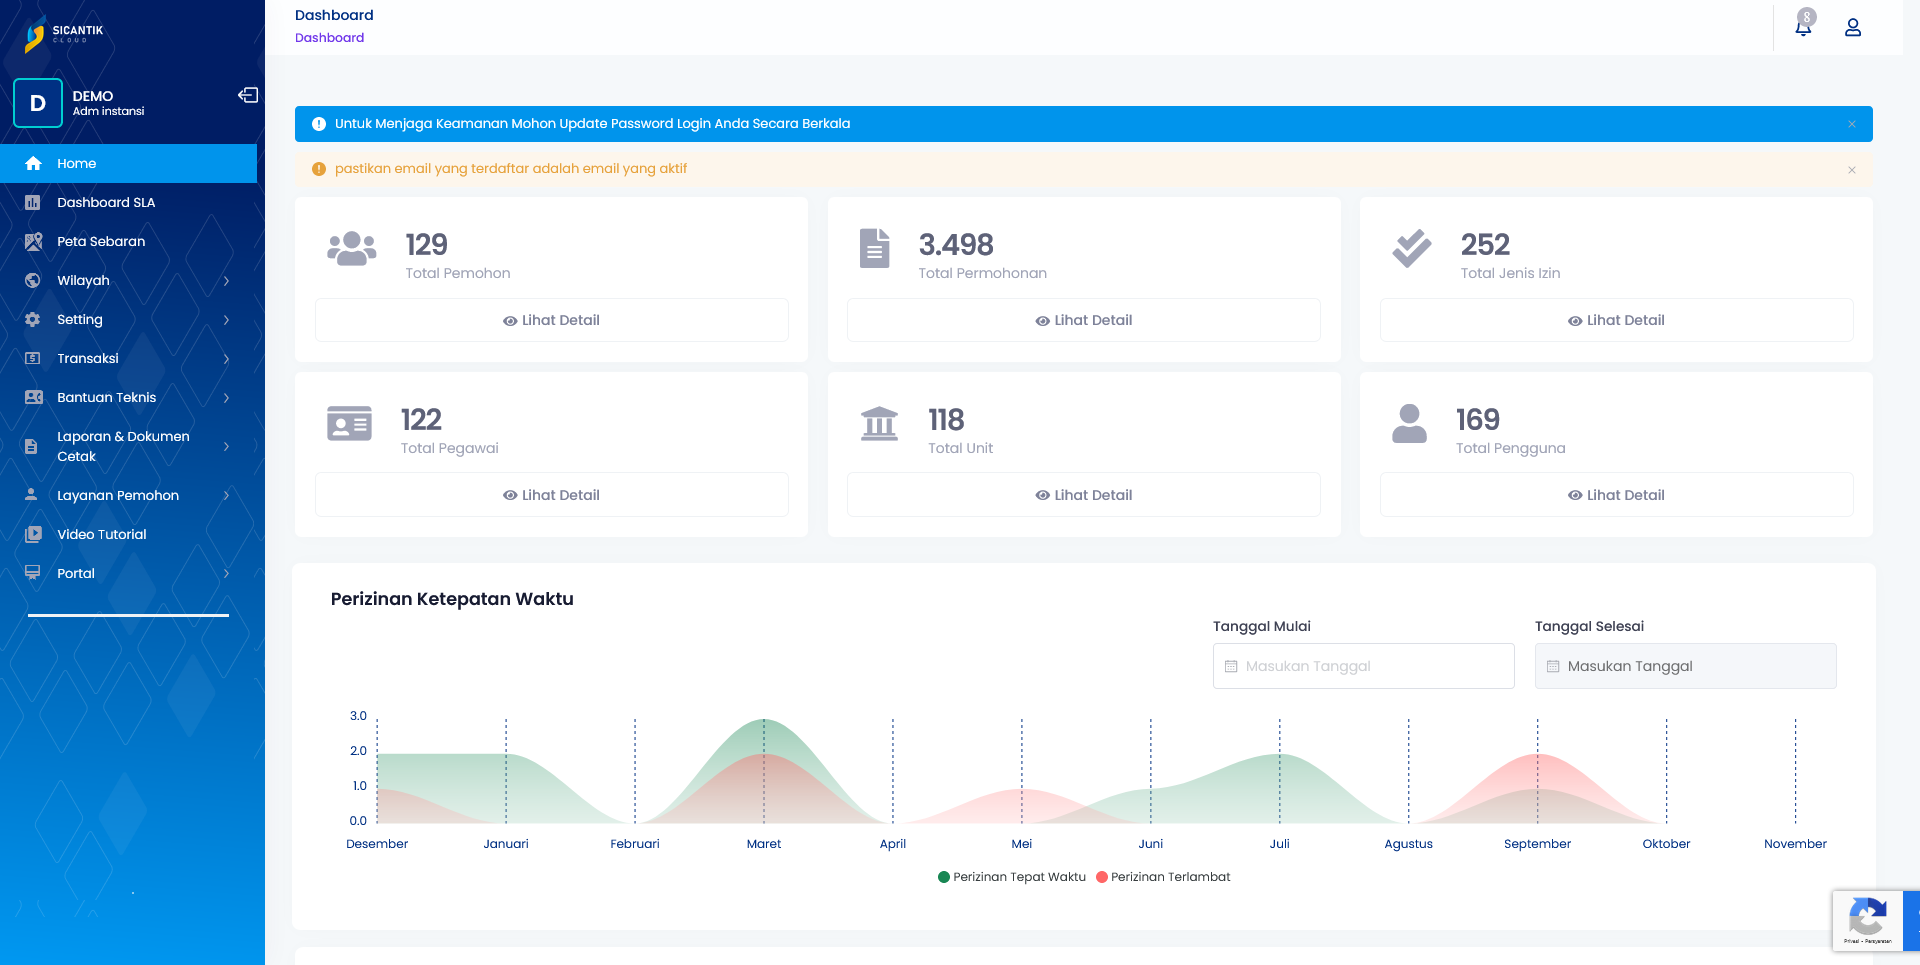 SICANTIK
CLOUD
D
DEMO
Adm instansi
Home
Dashboard SLA
Peta Sebaran
Wilayah
Setting
Transaksi
Bantuan Teknis
Laporan & Dokumen
Cetak
Layanan Pemohon
Video Tutorial
Portal
Dashboard
Dashboard
8
Untuk Menjaga Keamanan Mohon Update Password Login Anda Secara Berkala
pastikan email yang terdaftar adalah email yang aktif
129
Total Pemohon
Lihat Detail
3.498
Total Permohonan
Lihat Detail
252
Total Jenis Izin
Lihat Detail
122
Total Pegawai
Lihat Detail
118
Total Unit
Lihat Detail
169
Total Pengguna
Lihat Detail
Perizinan Ketepatan Waktu
Tanggal Mulai
Masukan Tanggal
Tanggal Selesai
Masukan Tanggal
3.0
2.0
1.0
0.0
Desember Januari Februari Maret April Mei Juni Juli Agustus September Oktober November
Perizinan Tepat Waktu Perizinan Terlambat
Privasi - Persyaratan